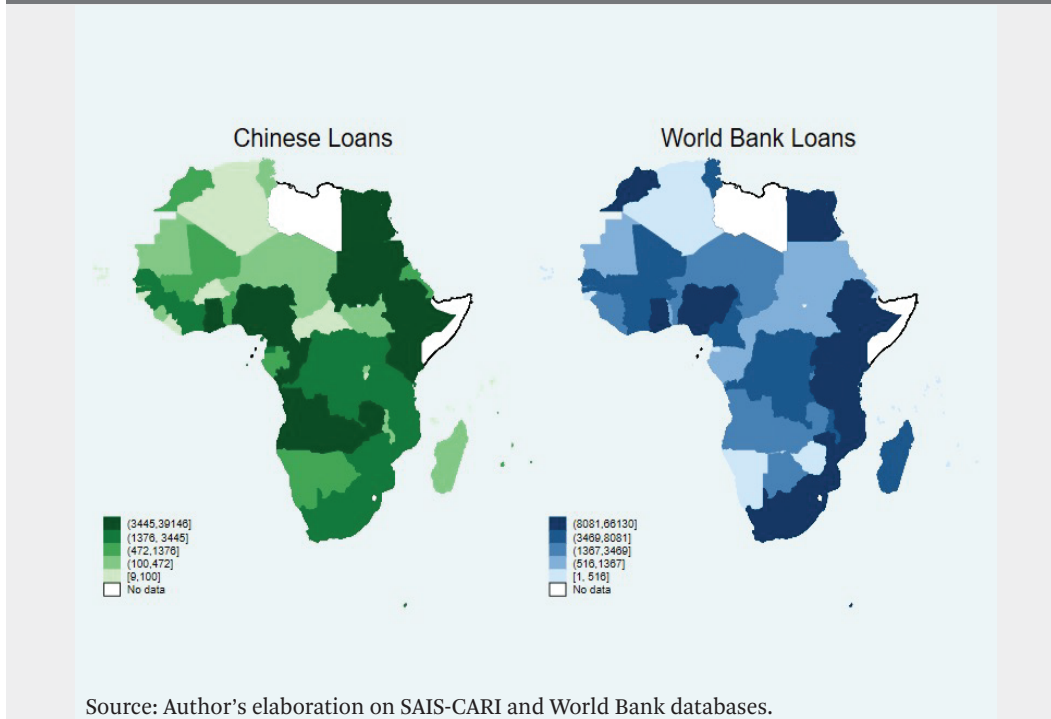 Chinese Loans
World Bank Loans
(3445,39146]
(1376, 3445]
(472,1376]
(100,472]
[9,100]
No data
(8081,66130]
(3469,8081]
(1367,3469]
(516,1367]
[1, 516]
No data
Source: Author’s elaboration on SAIS-CARI and World Bank databases.